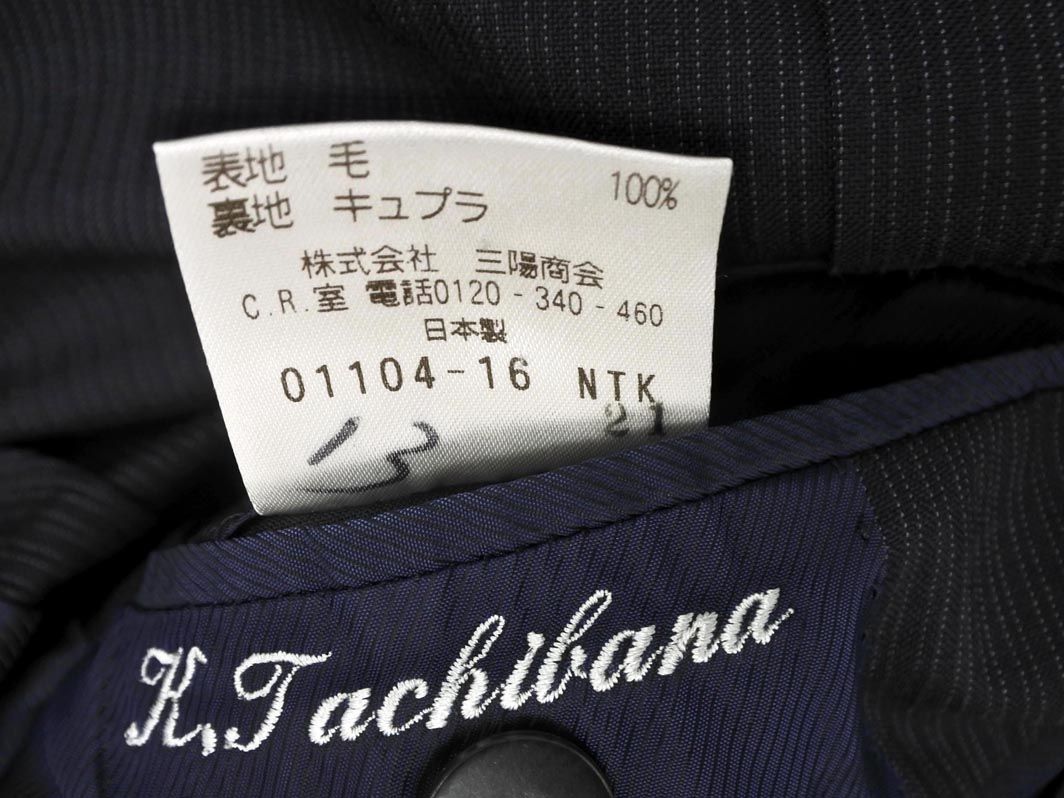 表地 毛 100%
裏地 キュプラ
株式会社 三陽商会
C.R.室 電話0120-340-460
日本製
01104-16 NTK
13 21
K.Tachibana